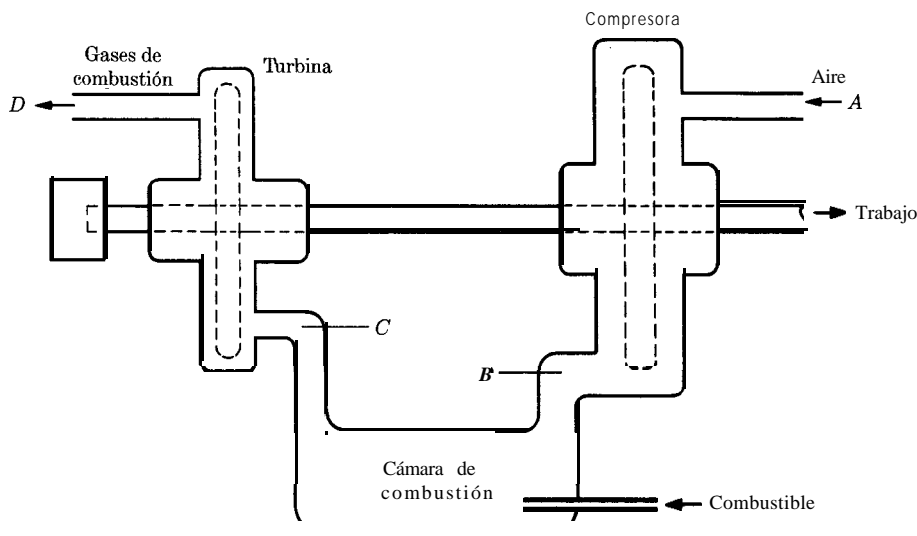 Compresora
Gases de
combustión
Turbina
Aire
D
A
Trabajo
C
B
Cámara de
combustión
Combustible